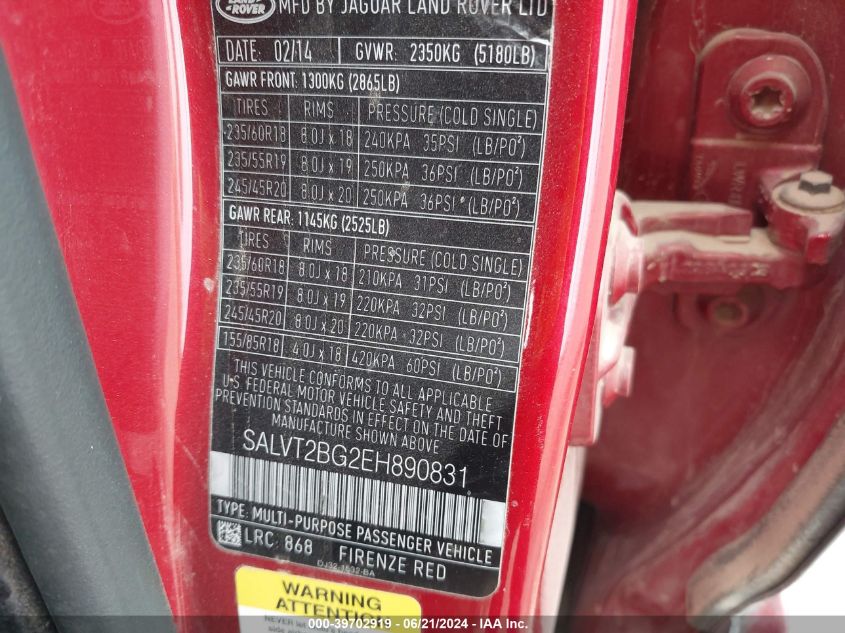 LAND ROVER MFD BY JAGUAR LAND ROVER LTD
DATE: 02/14 GVWR: 2350KG (5180LB)
GAWR FRONT: 1300KG (2865LB)
TIRES RIMS PRESSURE (COLD SINGLE)
235/60R18 8.0J x 18 240KPA 35PSI (LB/PO²)
235/55R19 8.0J x 19 250KPA 36PSI (LB/PO²)
245/45R20 8.0J x 20 250KPA 36PSI (LB/PO²)
GAWR REAR: 1145KG (2525LB)
TIRES RIMS PRESSURE (COLD SINGLE)
235/60R18 8.0J x 18 210KPA 31PSI (LB/PO²)
235/55R19 8.0J x 19 220KPA 32PSI (LB/PO²)
245/45R20 8.0J x 20 220KPA 32PSI (LB/PO²)
155/85R18 4.0J x 18 420KPA 60PSI (LB/PO²)
THIS VEHICLE CONFORMS TO ALL APPLICABLE
U.S. FEDERAL MOTOR VEHICLE SAFETY AND THEFT
PREVENTION STANDARDS IN EFFECT ON THE DATE OF
MANUFACTURE SHOWN ABOVE
SALVT2BG2EH890831
TYPE: MULTI-PURPOSE PASSENGER VEHICLE
LRC: 868 FIRENZE RED
DJ32-1532-BA
WARNING
ATTENTION
NEVER let
000-39702919 - 06/21/2024 - IAAI Inc.